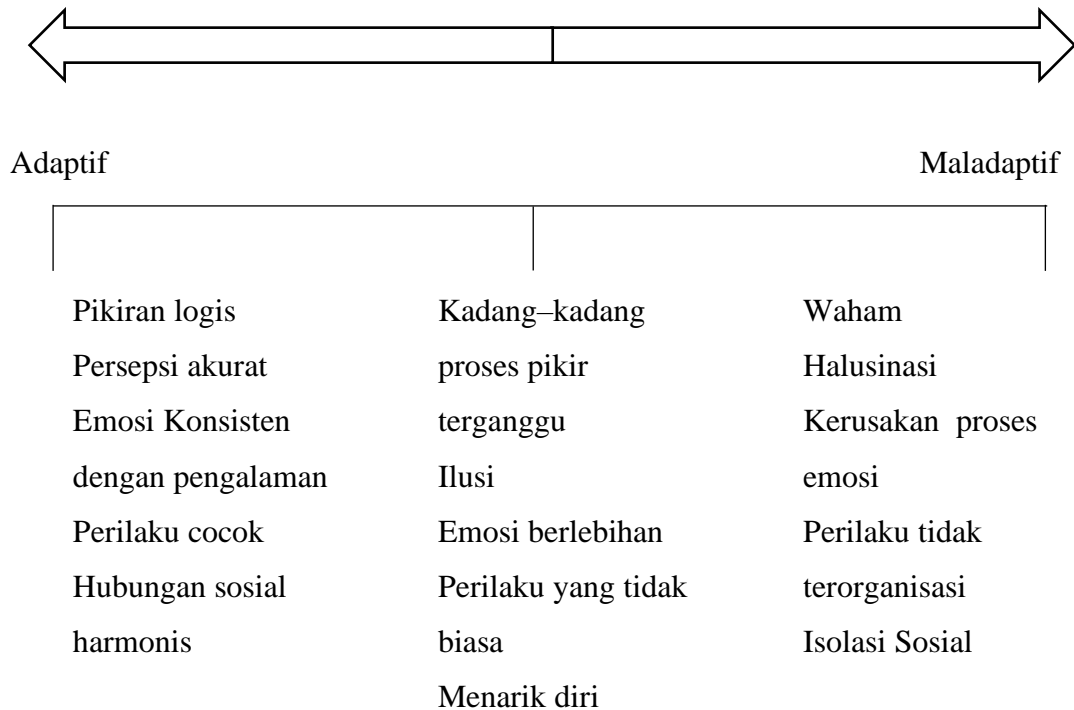 Adaptif
Maladaptif
Pikiran logis
Persepsi akurat
Emosi Konsisten
dengan pengalaman
Perilaku cocok
Hubungan sosial
harmonis
Kadang–kadang
proses pikir
terganggu
Ilusi
Emosi berlebihan
Perilaku yang tidak
biasa
Menarik diri
Waham
Halusinasi
Kerusakan proses
emosi
Perilaku tidak
terorganisasi
Isolasi Sosial